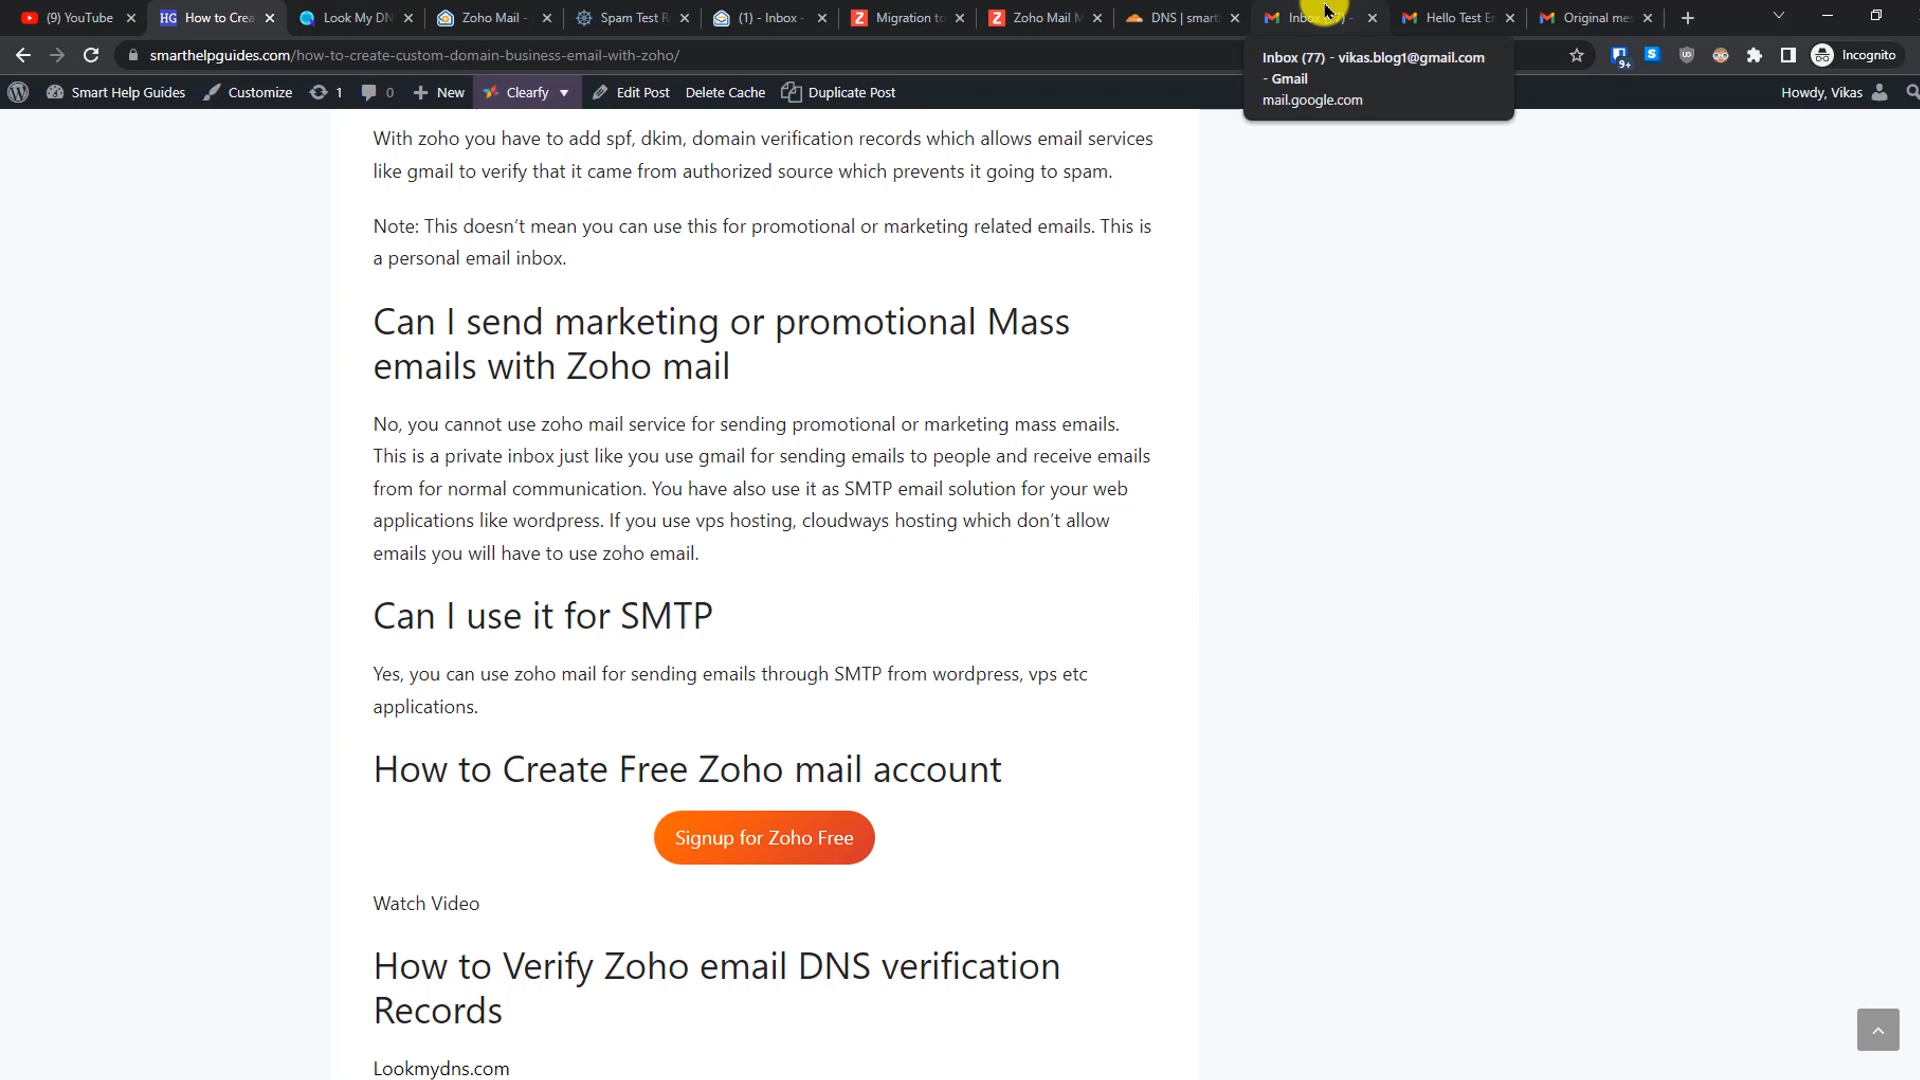 (9) YouTube
How to Crea
Look My DN
Zoho Mail -
Spam Test R
(1) - Inbox -
Migration to
Zoho Mail M
DNS | smart
Hello Test E
Original me
smarthelpguides.com/how-to-create-custom-domain-business-email-with-zoho/
9+
Incognito
Inbox (77) - vikas.blog1@gmail.com
- Gmail
mail.google.com
Smart Help Guides Customize 1 0 New Clearfy Edit Post Delete Cache Duplicate Post Howdy, Vikas
With zoho you have to add spf, dkim, domain verification records which allows email services
like gmail to verify that it came from authorized source which prevents it going to spam.
Note: This doesn't mean you can use this for promotional or marketing related emails. This is
a personal email inbox.
Can I send marketing or promotional Mass
emails with Zoho mail
No, you cannot use zoho mail service for sending promotional or marketing mass emails.
This is a private inbox just like you use gmail for sending emails to people and receive emails
from for normal communication. You have also use it as SMTP email solution for your web
applications like wordpress. If you use vps hosting, cloudways hosting which don't allow
emails you will have to use zoho email.
Can I use it for SMTP
Yes, you can use zoho mail for sending emails through SMTP from wordpress, vps etc
applications.
How to Create Free Zoho mail account
Signup for Zoho Free
Watch Video
How to Verify Zoho email DNS verification
Records
Lookmydns.com